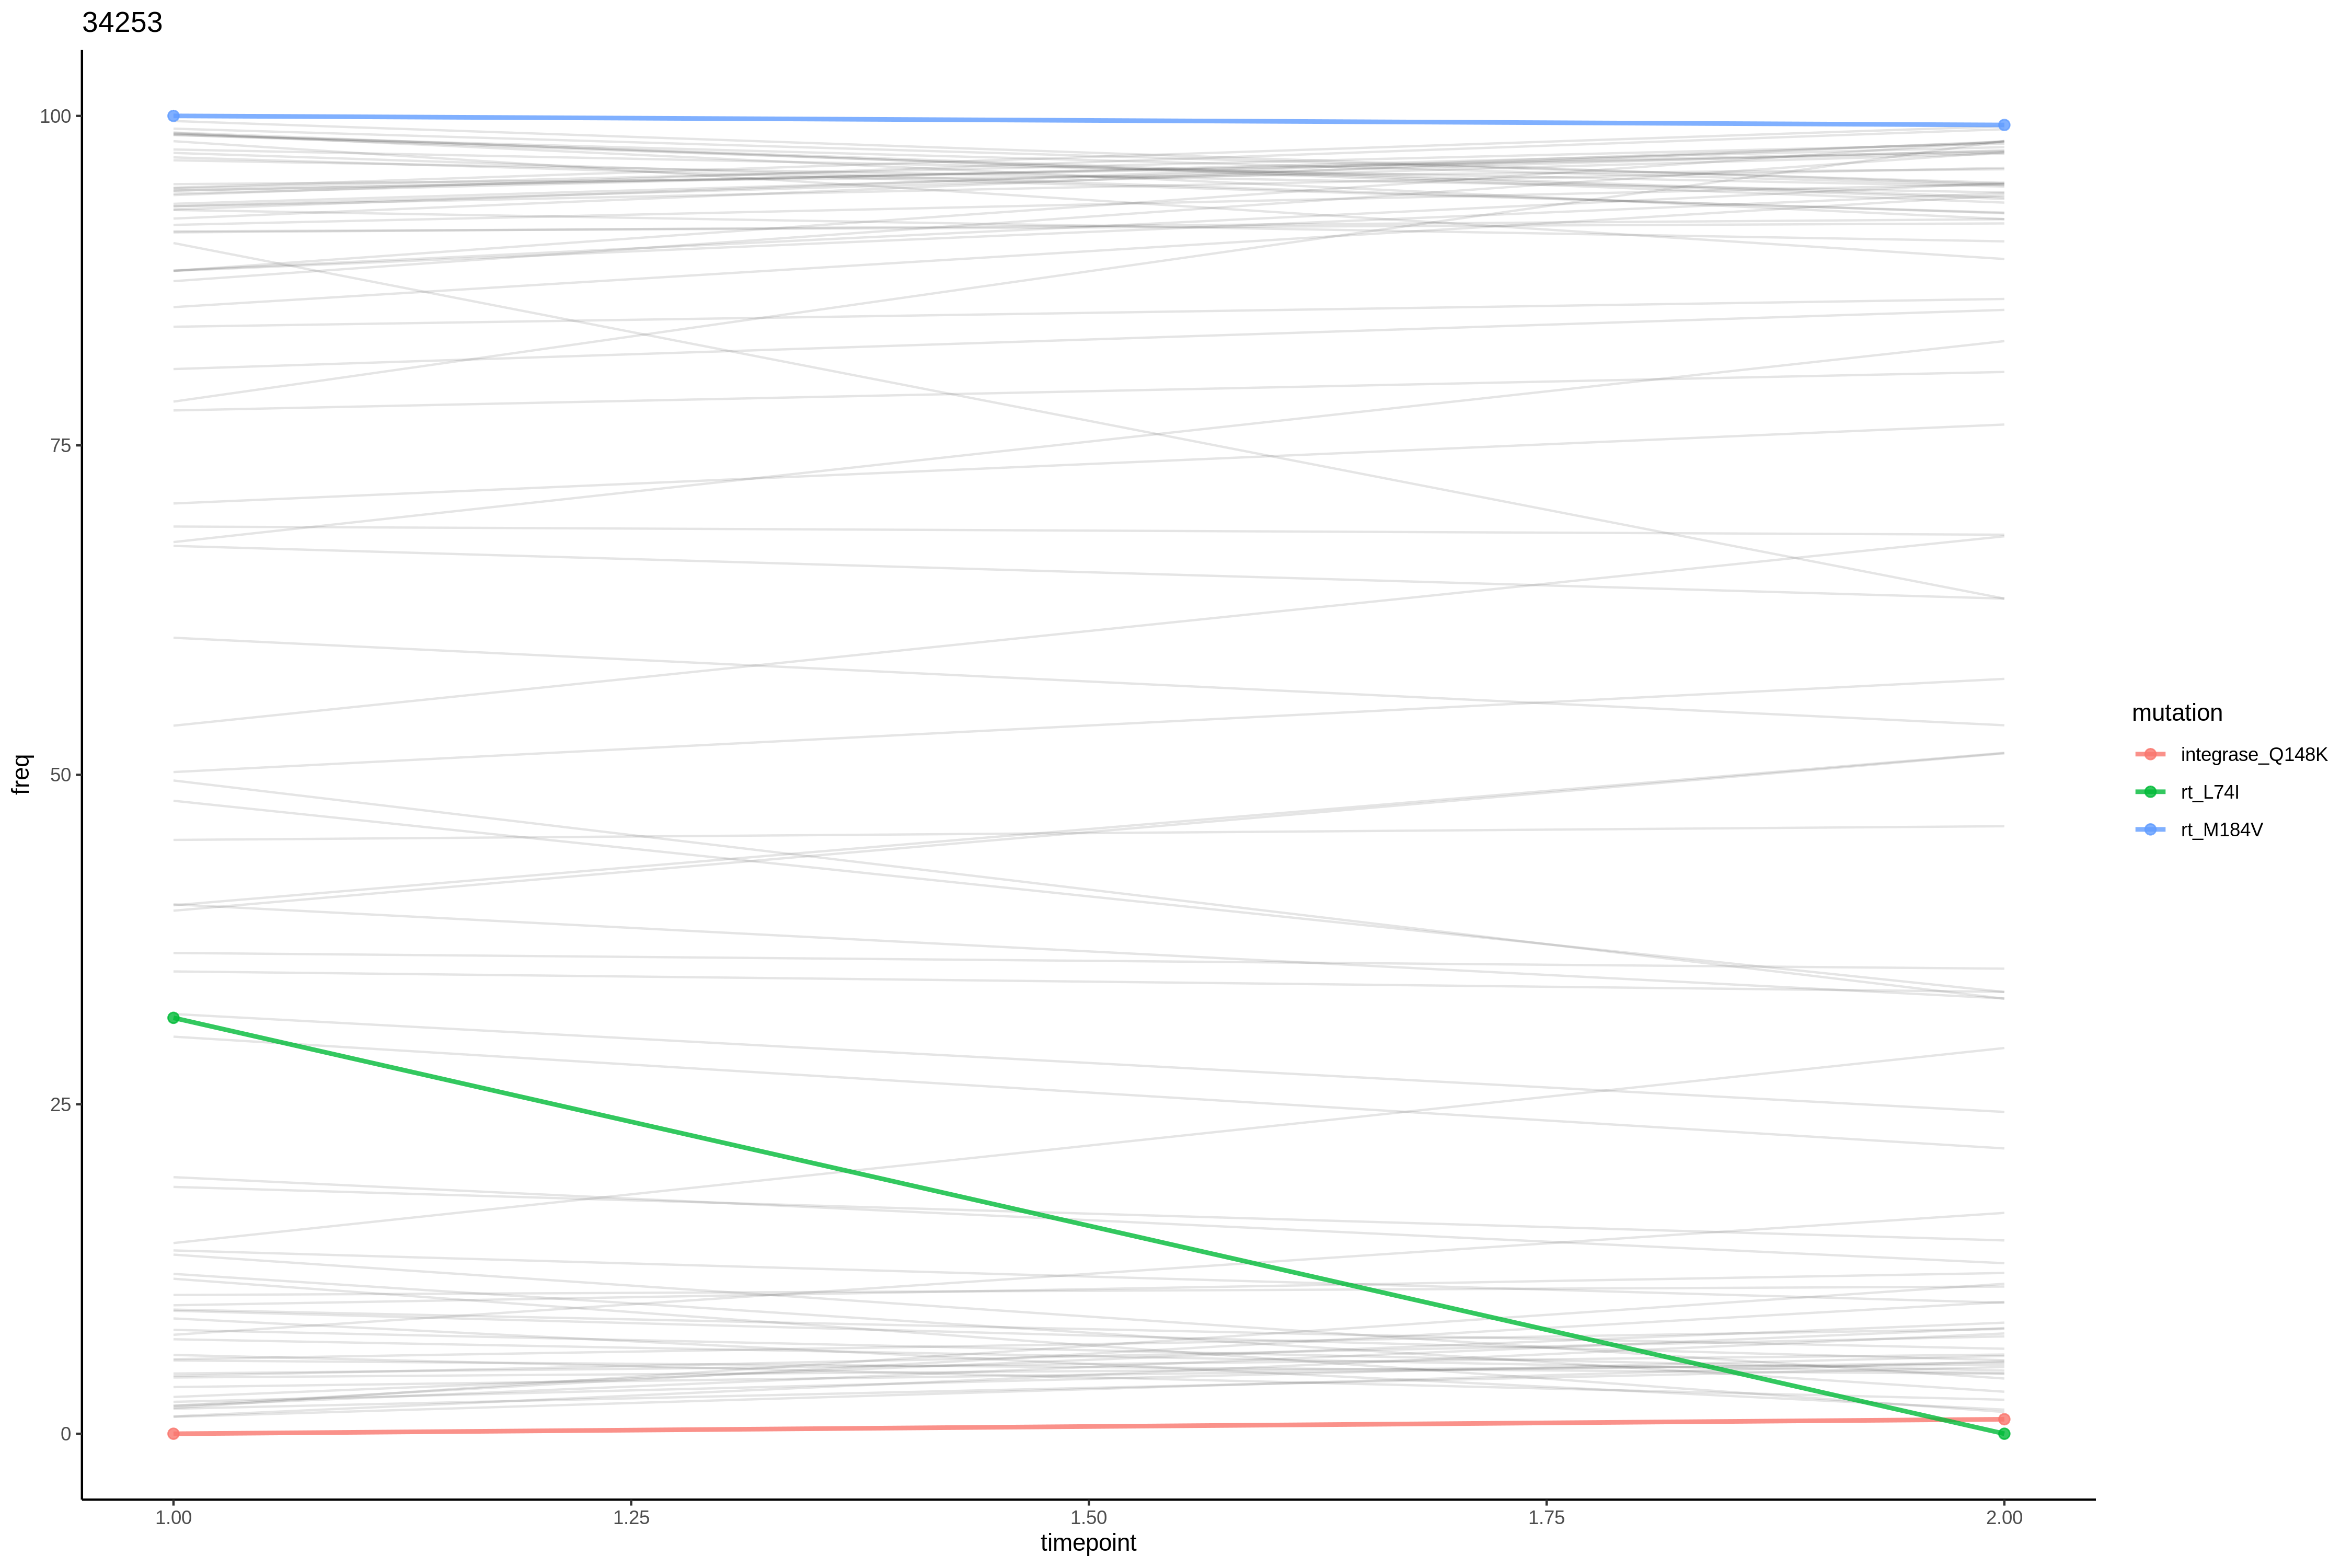 34253
100
75
50
25
0
freq
1.00 1.25 1.50 1.75 2.00
timepoint
mutation
integrase_Q148K
rt_L74I
rt_M184V